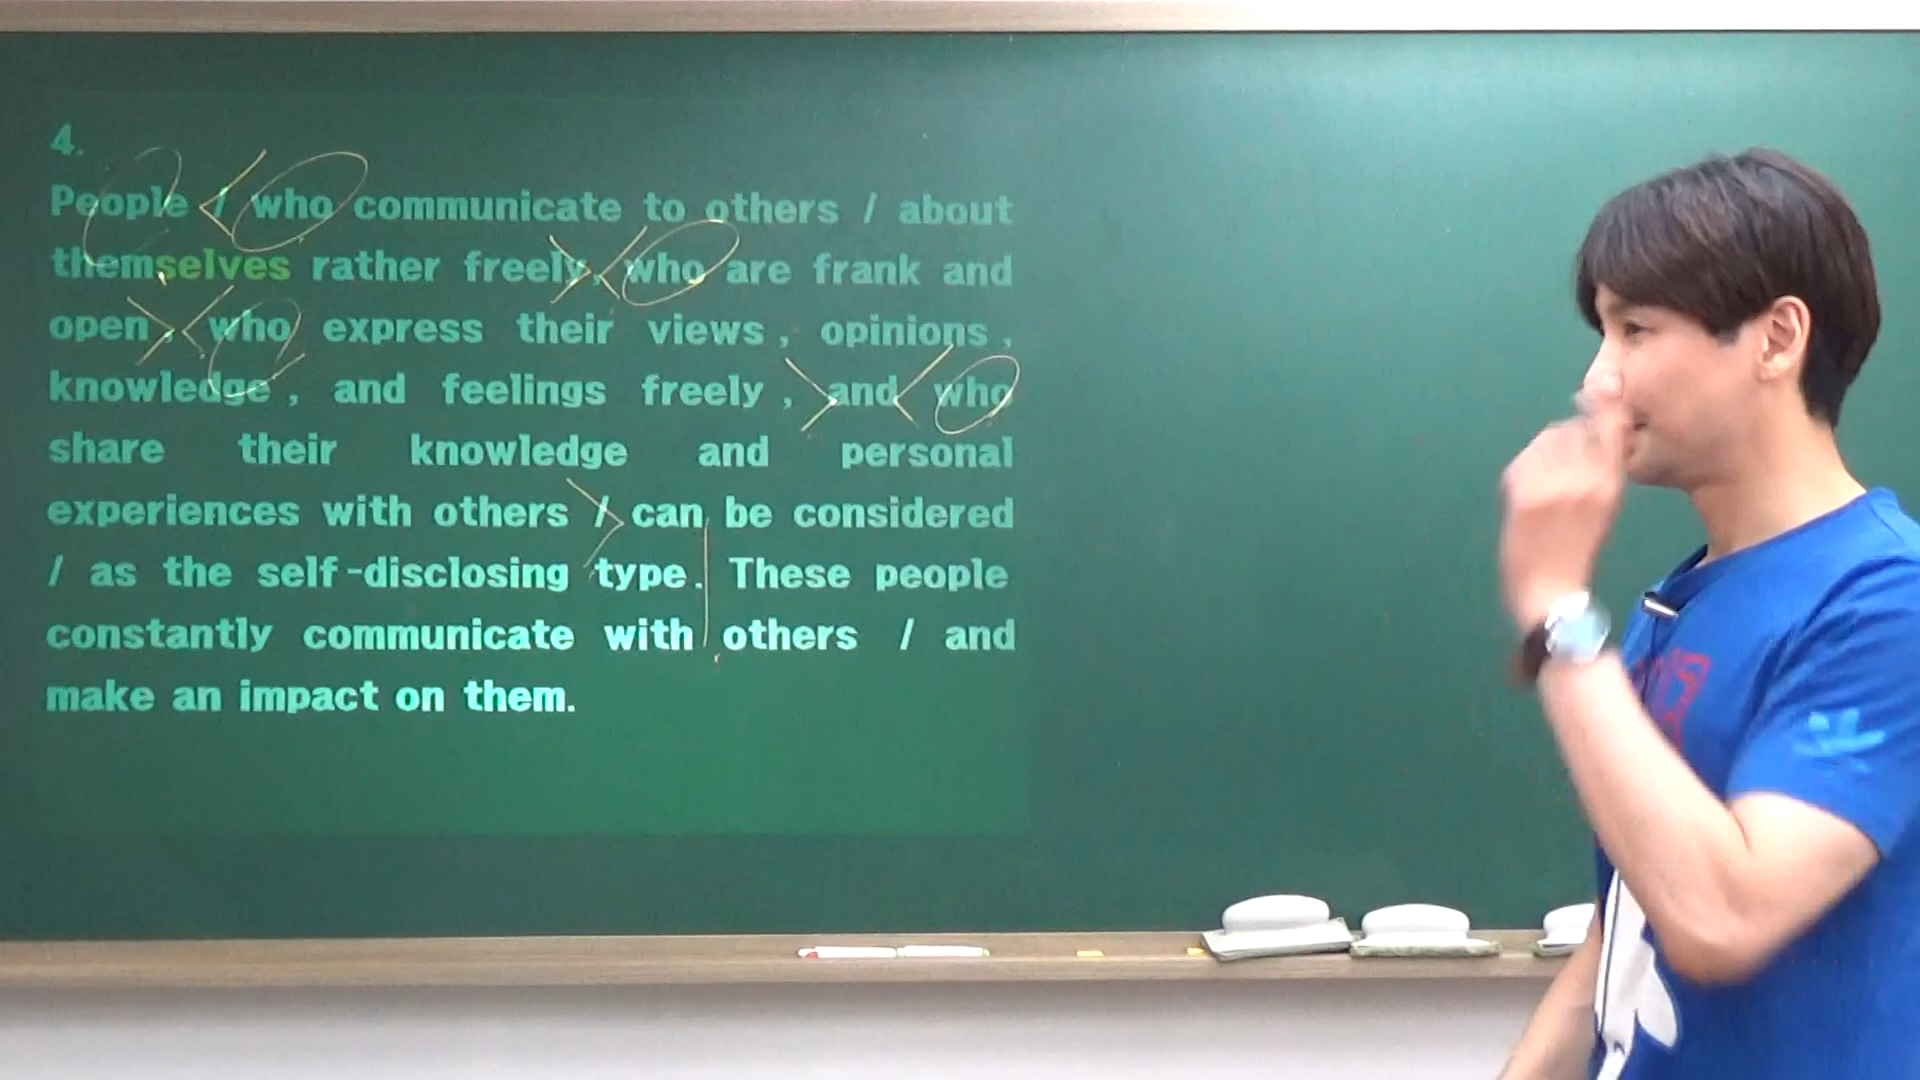 4.
People / who communicate to others / about
themselves rather freely, who are frank and
open, who express their views, opinions,
knowledge, and feelings freely, and who
share their knowledge and personal
experiences with others / can be considered
/ as the self-disclosing type. These people
constantly communicate with others / and
make an impact on them.